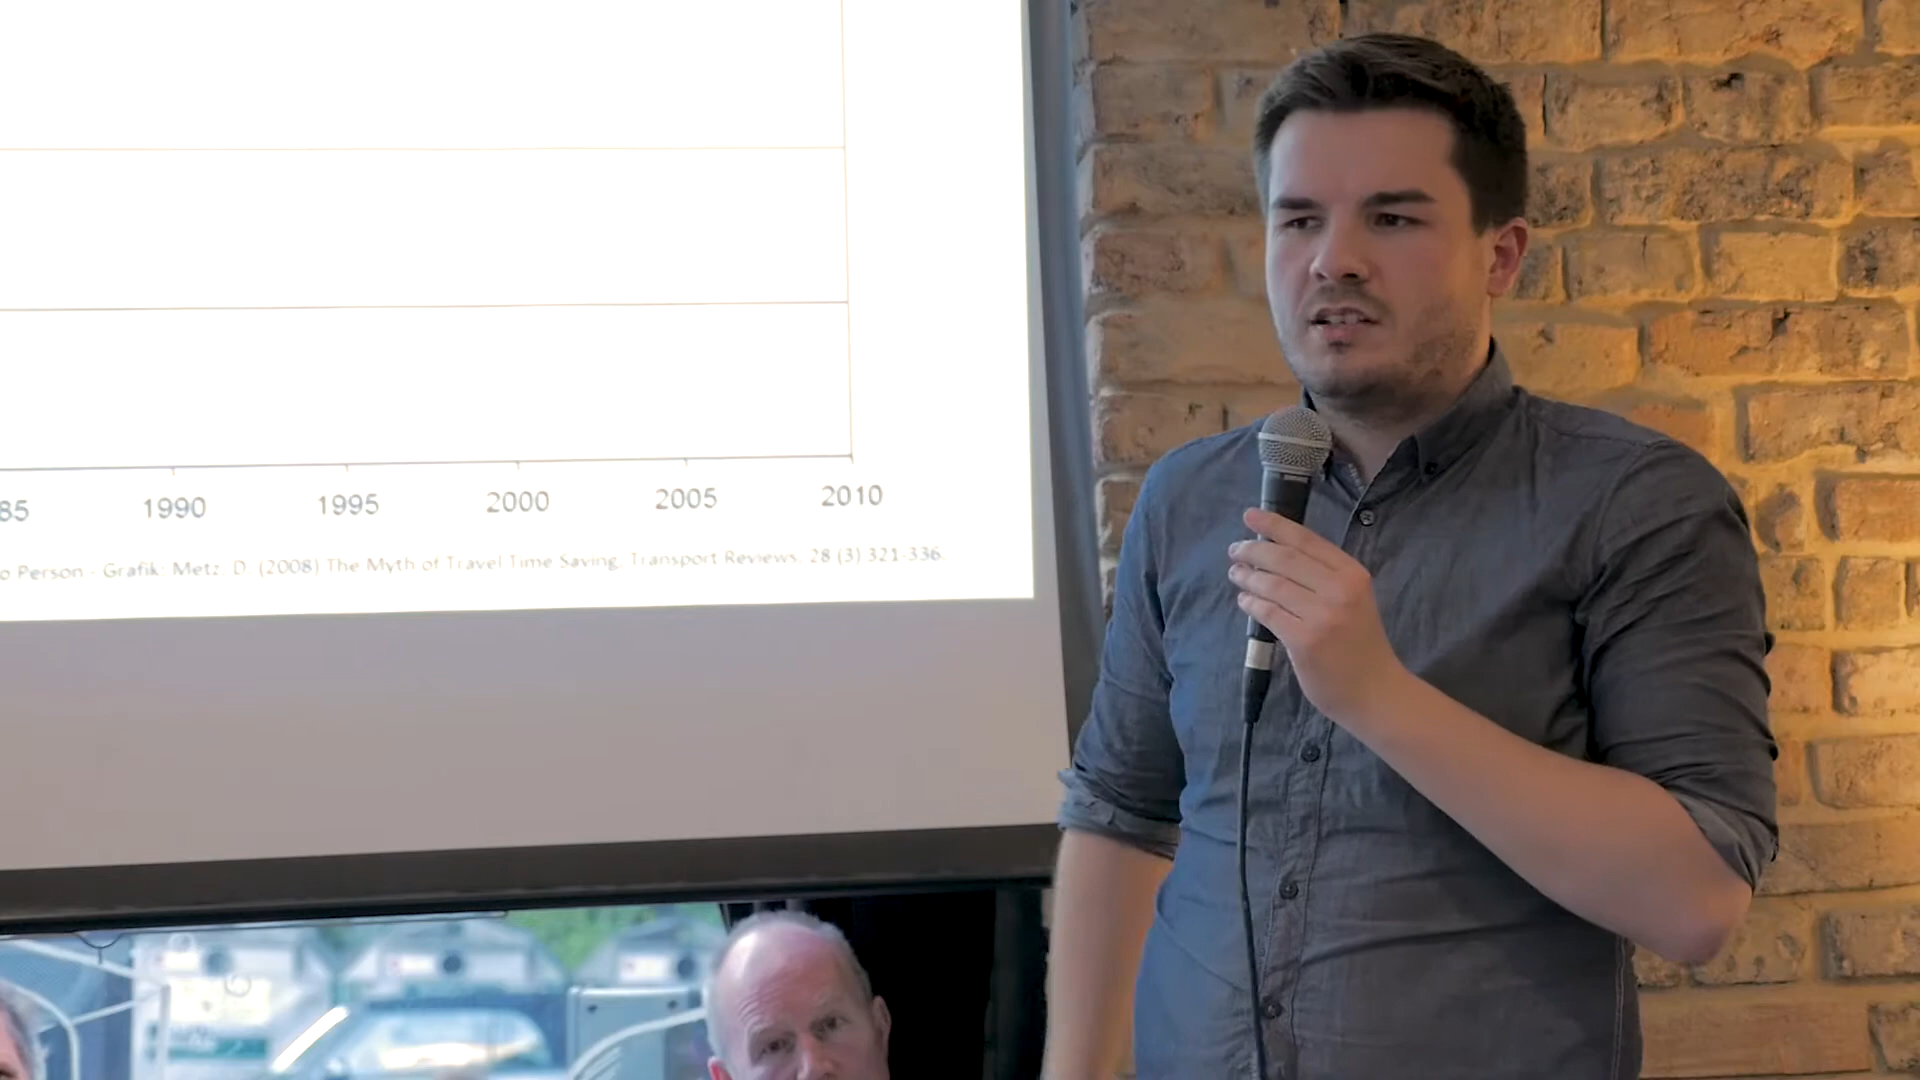 85 1990 1995 2000 2005 2010
o Person - Grafik: Metz, D. (2008) The Myth of Travel Time Saving, Transport Reviews, 28 (3) 321-336.